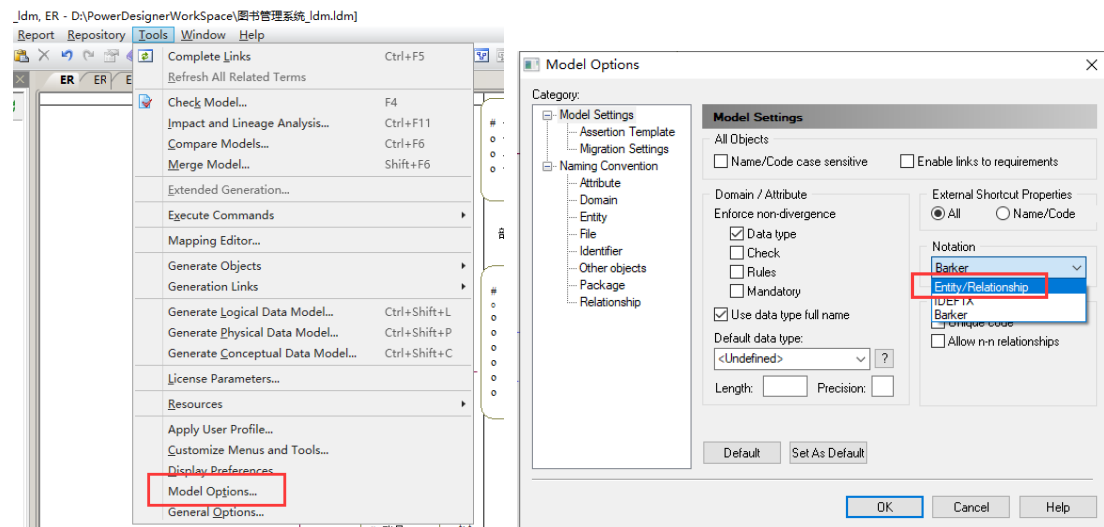 _ldm, ER - D:\PowerDesignerWorkSpace\图书管理系统_ldm.ldm]
Report Repository Tools Window Help
ER ER E
Complete Links Ctrl+F5
Refresh All Related Terms
Check Model... F4
Impact and Lineage Analysis... Ctrl+F11
Compare Models... Ctrl+F6
Merge Model... Shift+F6
Extended Generation...
Execute Commands
Mapping Editor...
Generate Objects
Generation Links
Generate Logical Data Model... Ctrl+Shift+L
Generate Physical Data Model... Ctrl+Shift+P
Generate Conceptual Data Model... Ctrl+Shift+C
License Parameters...
Resources
Apply User Profile...
Customize Menus and Tools...
Display Preferences...
Model Options...
General Options...
Model Options
Category:
Model Settings
Assertion Template
Migration Settings
Naming Convention
Attribute
Domain
Entity
File
Identifier
Other objects
Package
Relationship
Model Settings
All Objects
Name/Code case sensitive Enable links to requirements
Domain / Attribute
Enforce non-divergence
Data type
Check
Rules
Mandatory
Use data type full name
Default data type:
<Undefined> ?
Length: Precision:
External Shortcut Properties
All Name/Code
Notation
Barker
Entity/Relationship
IDEF1X
Barker
Unique code
Allow n-n relationships
Default Set As Default
OK Cancel Help